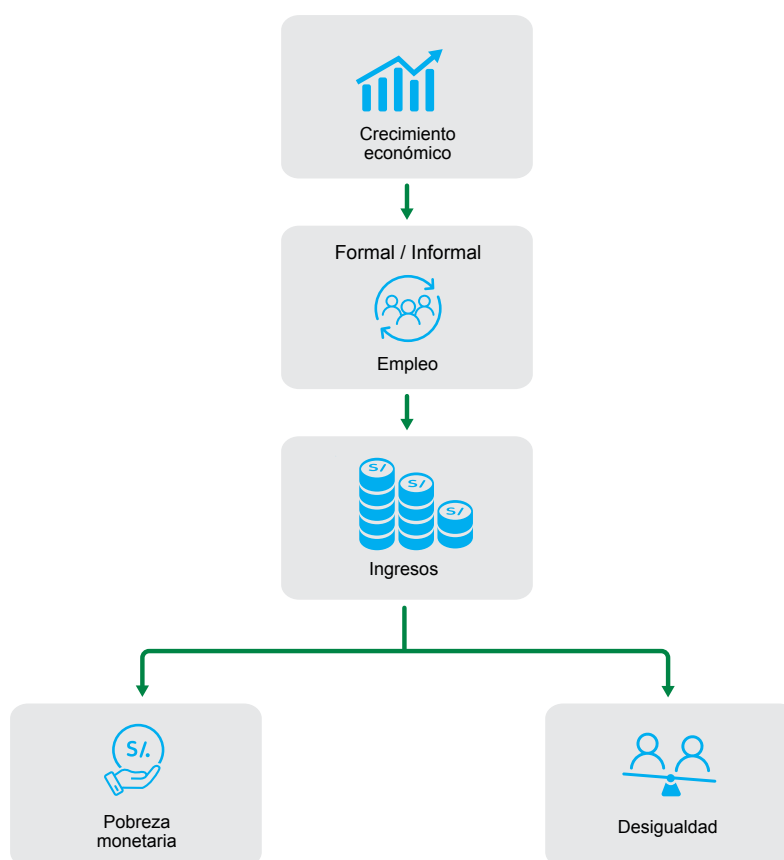 Crecimiento
económico
Formal / Informal
Empleo
S/
S/
S/
Ingresos
S/.
Pobreza
monetaria
Desigualdad